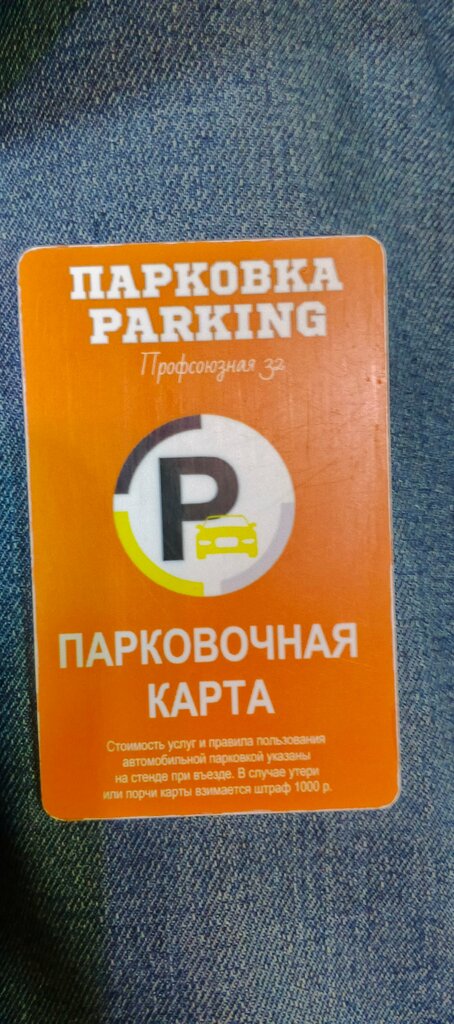 ПАРКОВКА
PARKING
Профсоюзная 32
P
ПАРКОВОЧНАЯ
КАРТА
Стоимость услуг и правила пользования
автомобильной парковкой указаны
на стенде при въезде. В случае утери
или порчи карты взимается штраф 1000 р.